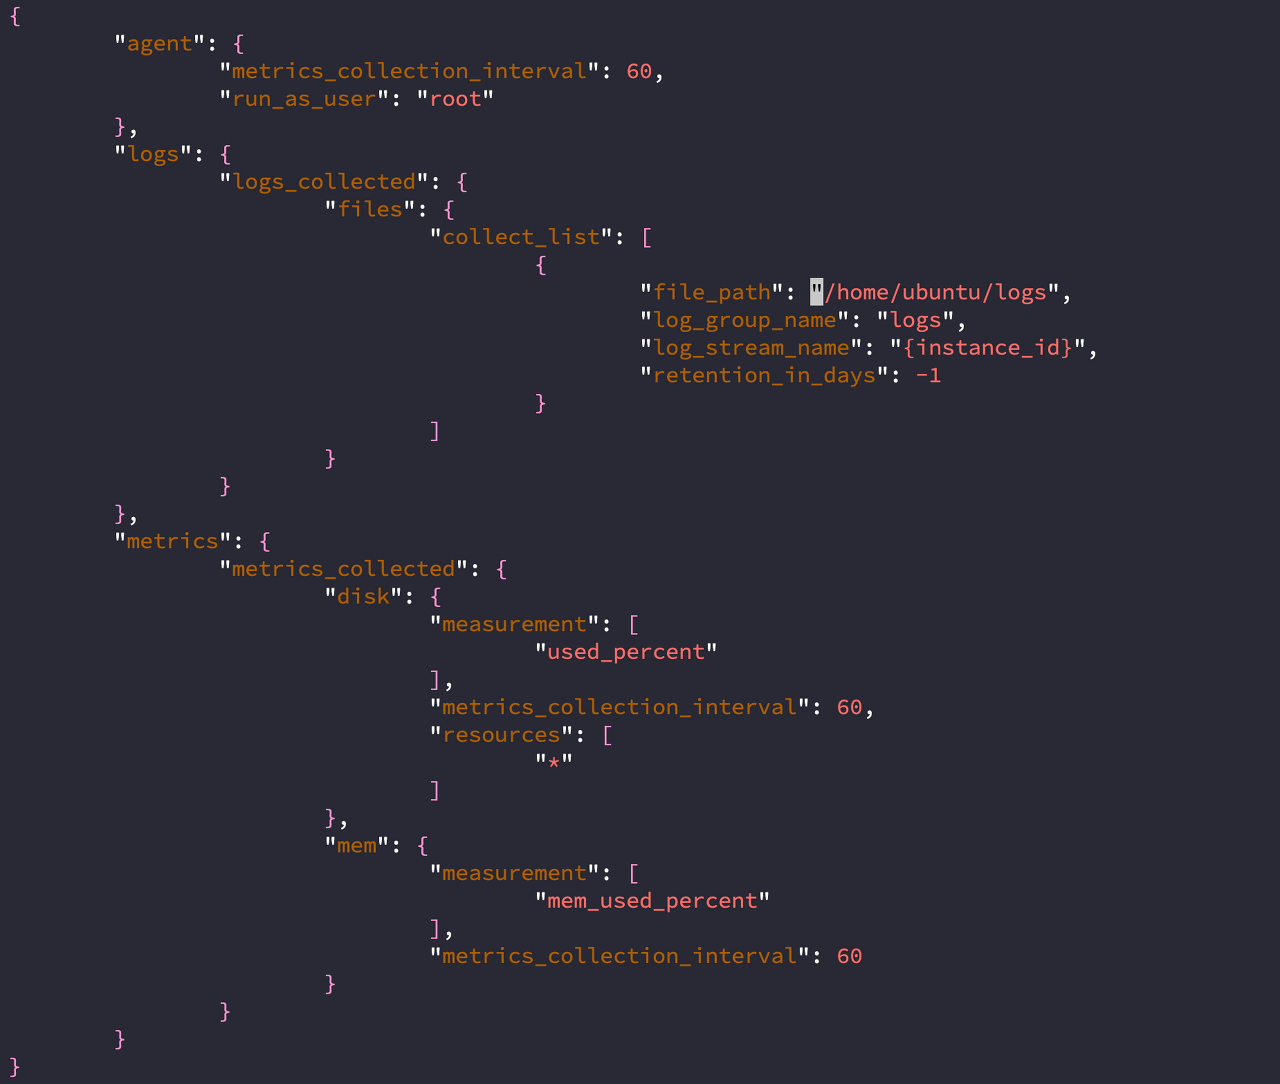 {
        "agent": {
                "metrics_collection_interval": 60,
                "run_as_user": "root"
        },
        "logs": {
                "logs_collected": {
                        "files": {
                                "collect_list": [
                                        {
                                                "file_path": "/home/ubuntu/logs",
                                                "log_group_name": "logs",
                                                "log_stream_name": "{instance_id}",
                                                "retention_in_days": -1
                                        }
                                ]
                        }
                }
        },
        "metrics": {
                "metrics_collected": {
                        "disk": {
                                "measurement": [
                                        "used_percent"
                                ],
                                "metrics_collection_interval": 60,
                                "resources": [
                                        "*"
                                ]
                        },
                        "mem": {
                                "measurement": [
                                        "mem_used_percent"
                                ],
                                "metrics_collection_interval": 60
                        }
                }
        }
}